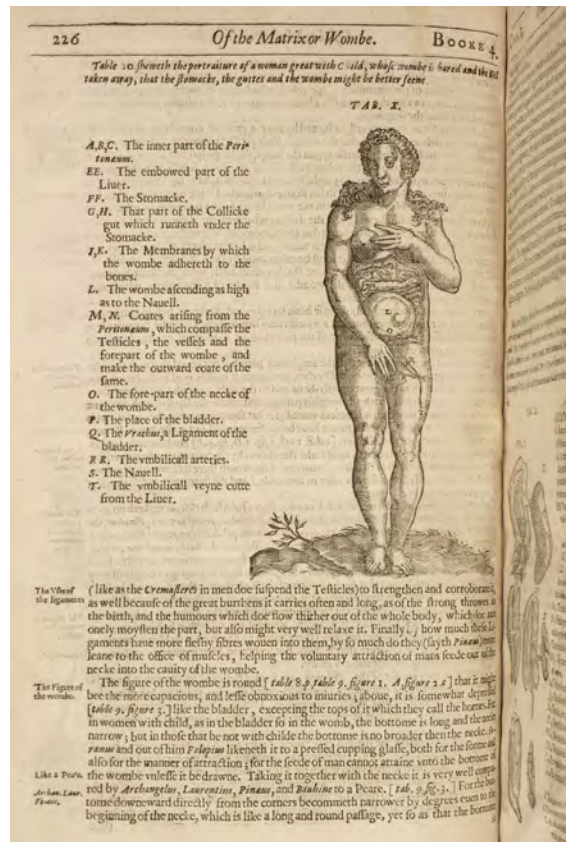 226 Of the Matrix or Wombe. BOOKE 4.
Table 10. sheweth the portraiture of a woman great with Child, whose wombe is bared and the
taken away, that the stomacke, the guttes and the wombe might be better seene.
TAB. X.
A,B,C. The inner part of the Peri-
tonæum.
EE. The embowed part of the
Liuer.
FF. The Stomacke.
G,H. That part of the Collicke
gut which runneth vnder the
Stomacke.
I,K. The Membranes by which
the wombe adhereth to the
bones.
L. The wombe ascending as high
as to the Nauell.
M,N. Coates arising from the
Peritonæum, which compasse the
Testicles, the vessels and the
forepart of the wombe, and
make the outward coate of the
same.
O. The fore-part of the necke of
the wombe.
P. The place of the bladder.
Q. The Vrachus, a Ligament of the
bladder.
R R. The vmbilicall arteries.
S. The Nauell.
T. The vmbilicall veyne cutte
from the Liuer.
The Vse of
the ligaments
(like as the Cremasteres in men doe suspend the Testicles) to strengthen and corroborate it,
as well because of the great burthens it carries often and long, as of the strong throwes in
the birth, and the humours which doe flow thither out of the whole body, which doe not
onely moysten the part, but also might very well relaxe it. Finally, by how much these Li-
gaments haue more fleshy fibres wouen into them, by so much do they (sayth Pinæus) more
leane to the office of muscles, helping the voluntary attraction of mans seede out of the
necke into the cauity of the wombe.
The Figure of
the wombe.
The figure of the wombe is round [table 8. p. table 9. figure 1. A, figure 2. c] that it might
bee the more capacious, and lesse obnoxious to iniuries; aboue, it is somewhat depressed
[table 9. figure 3.] like the bladder, excepting the tops of it which they call the hornes. For
in women with child, as in the bladder so in the womb, the bottome is long and the necke
narrow; but in those that be not with childe the bottome is no broader then the necke.
and out of him Falopius likeneth it to a pressed cupping glasse, both for the forme and
also for the manner of attraction; for the seede of man cannot attaine vnto the bottome of
Like a Peare.
the wombe vnlesse it be drawne. Taking it together with the necke it is very well compa-
Archan. Laur.
Pinæus,
red by Archangelus, Laurentius, Pinæus, and Bauhine to a Peare. [tab. 9. fig. 3.] For the bot-
tome downeward directly from the corners becommeth narrower by degrees euen to the
beginning of the necke, which is like a long and round passage, yet so as that the bottome